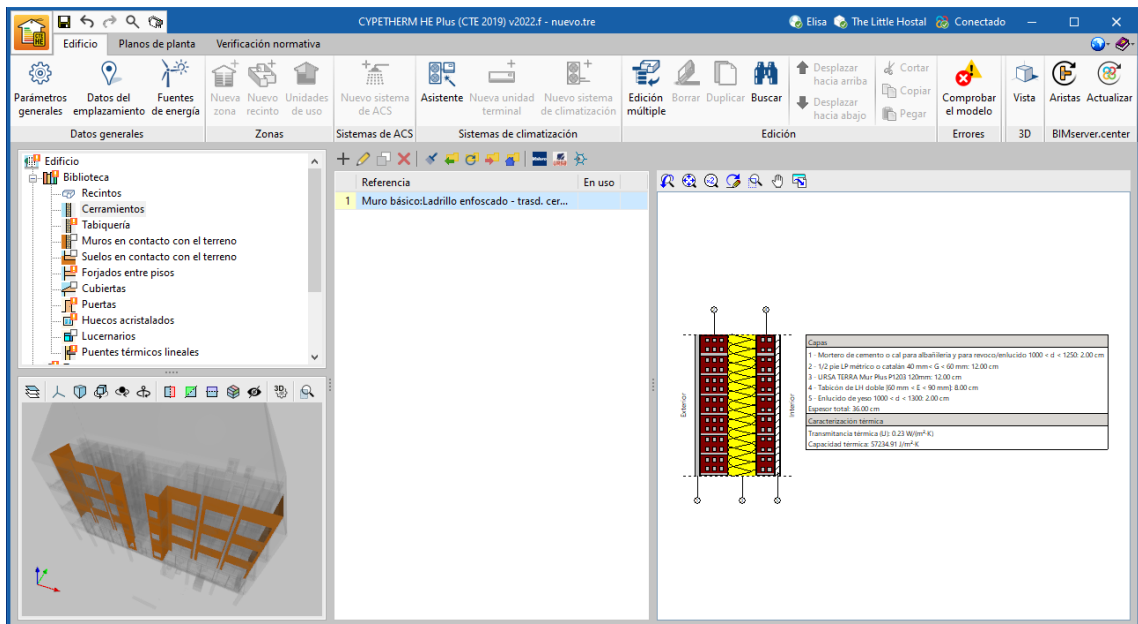 CYPETHERM HE Plus (CTE 2019) v2022.f - nuevo.tre
Elisa The Little Hostal Conectado
Edificio Planos de planta Verificación normativa
Parámetros generales
Datos del emplazamiento
Fuentes de energía
Nueva zona
Nuevo recinto
Unidades de uso
Nuevo sistema de ACS
Asistente
Nueva unidad terminal
Nuevo sistema de climatización
Edición múltiple
Borrar
Duplicar
Buscar
Desplazar hacia arriba
Desplazar hacia abajo
Cortar
Copiar
Pegar
Comprobar el modelo
Vista
Aristas
Actualizar
Datos generales Zonas Sistemas de ACS Sistemas de climatización Edición Errores 3D BIMserver.center
Edificio
Biblioteca
Recintos
Cerramientos
Tabiquería
Muros en contacto con el terreno
Suelos en contacto con el terreno
Forjados entre pisos
Cubiertas
Puertas
Huecos acristalados
Lucernarios
Puentes térmicos lineales
Referencia En uso
1 Muro básico:Ladrillo enfoscado - trasd. cer...
Exterior
Interior
Capas
1 - Mortero de cemento o cal para albañilería y para revoco/enlucido 1000 < d < 1250: 2.00 cm
2 - 1/2 pie LP métrico o catalán 40 mm< G < 60 mm: 12.00 cm
3 - URSA TERRA Mur Plus P1203 120mm: 12.00 cm
4 - Tabicón de LH doble [60 mm < E < 90 mm]: 8.00 cm
5 - Enlucido de yeso 1000 < d < 1300: 2.00 cm
Espesor total: 36.00 cm
Caracterización térmica
Transmitancia térmica (U): 0.23 W/(m²·K)
Capacidad térmica: 57234.91 J/m²·K